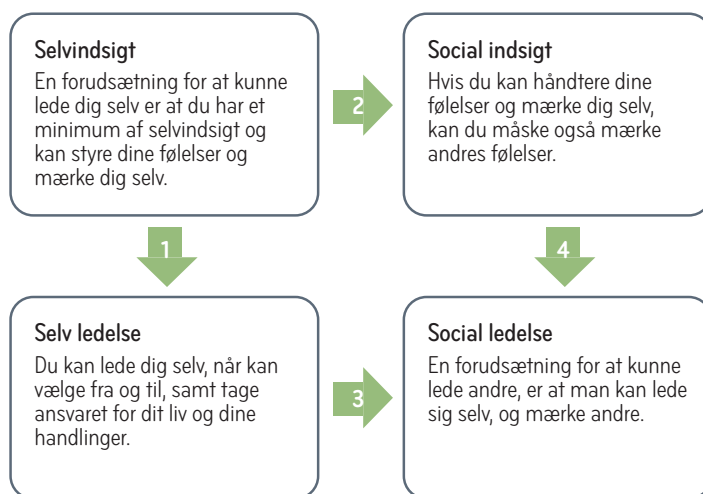 Selvindsigt
En forudsætning for at kunne
lede dig selv er at du har et
minimum af selvindsigt og
kan styre dine følelser og
mærke dig selv.
2
Social indsigt
Hvis du kan håndtere dine
følelser og mærke dig selv,
kan du måske også mærke
andres følelser.
1
4
Selv ledelse
Du kan lede dig selv, når kan
vælge fra og til, samt tage
ansvaret for dit liv og dine
handlinger.
3
Social ledelse
En forudsætning for at kunne
lede andre, er at man kan lede
sig selv, og mærke andre.